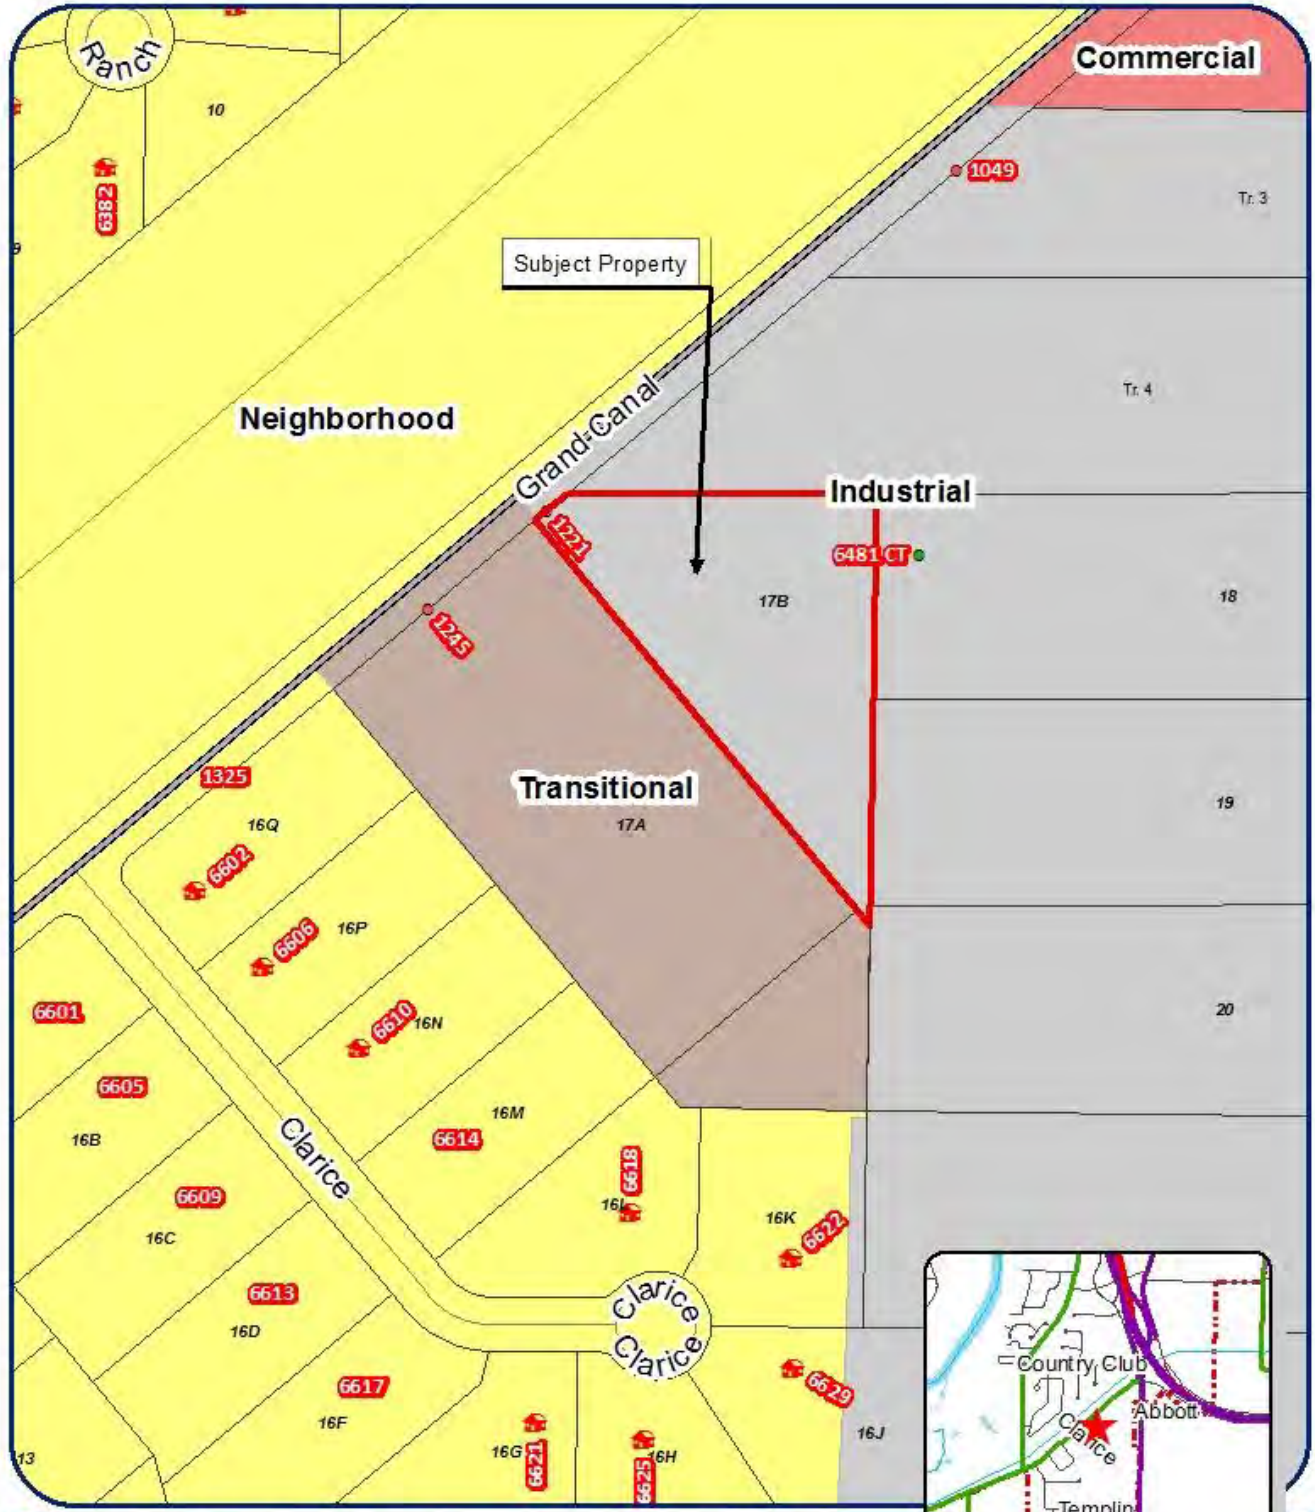 Ranch
Commercial
10
1049
6382
Tr. 3
9
Subject Property
Tr. 4
Neighborhood
Grand Canal
Industrial
1221
6481 CT
17B
18
1245
1325
Transitional
19
16Q
17A
6602
6606
16P
6601
6610
16N
20
6605
16M
16B
6614
Clarice
6618
6609
16L
16K
6622
16C
6613
Clarice
16D
Clarice
Country Club
6617
6629
Abbott
16F
Clarice
16J
13
16G
6621
6625
16H
Templin